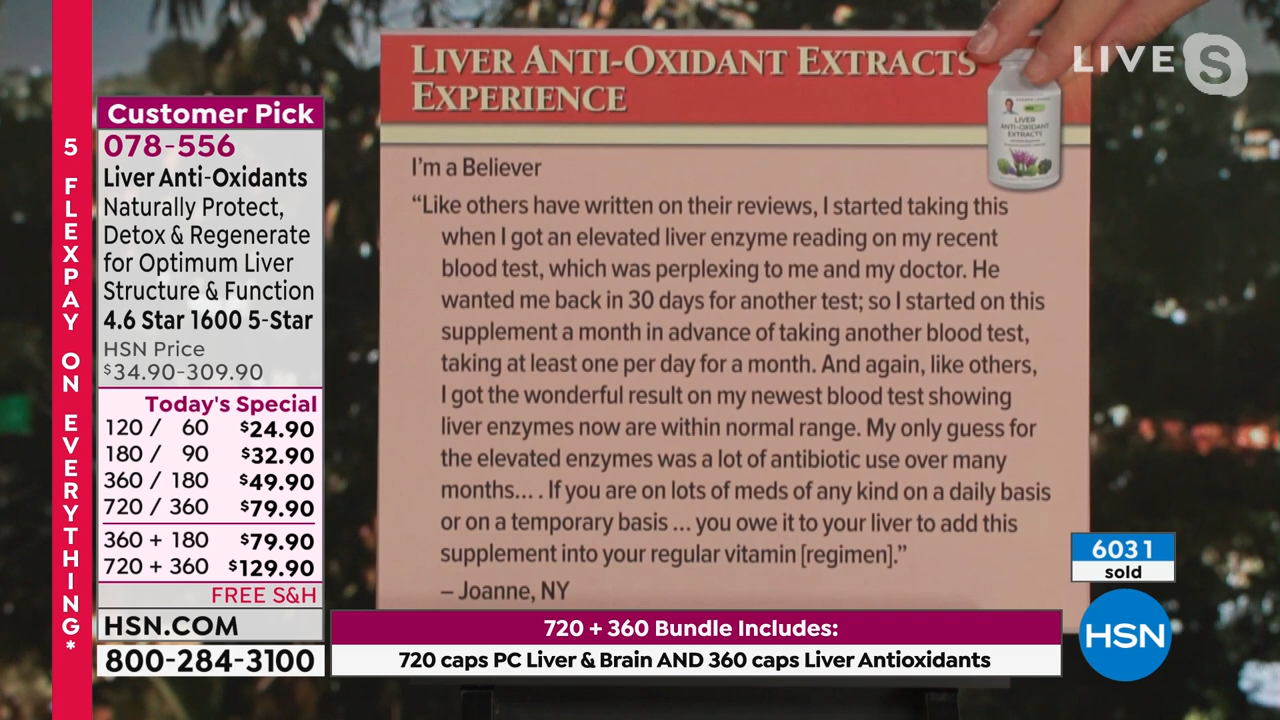 5 FLEXPAY ON EVERYTHING*
Customer Pick
078-556
Liver Anti-Oxidants
Naturally Protect,
Detox & Regenerate
for Optimum Liver
Structure & Function
4.6 Star 1600 5-Star
HSN Price
$34.90-309.90
Today's Special
120 / 60 $24.90
180 / 90 $32.90
360 / 180 $49.90
720 / 360 $79.90
360 + 180 $79.90
720 + 360 $129.90
FREE S&H
HSN.COM
800-284-3100
LIVER ANTI-OXIDANT EXTRACTS
EXPERIENCE
I'm a Believer
“Like others have written on their reviews, I started taking this
when I got an elevated liver enzyme reading on my recent
blood test, which was perplexing to me and my doctor. He
wanted me back in 30 days for another test; so I started on this
supplement a month in advance of taking another blood test,
taking at least one per day for a month. And again, like others,
I got the wonderful result on my newest blood test showing
liver enzymes now are within normal range. My only guess for
the elevated enzymes was a lot of antibiotic use over many
months... . If you are on lots of meds of any kind on a daily basis
or on a temporary basis ... you owe it to your liver to add this
supplement into your regular vitamin [regimen].”
– Joanne, NY
LIVER
ANTI-OXIDANT
EXTRACTS
LIVE S
6031
sold
HSN
720 + 360 Bundle Includes:
720 caps PC Liver & Brain AND 360 caps Liver Antioxidants